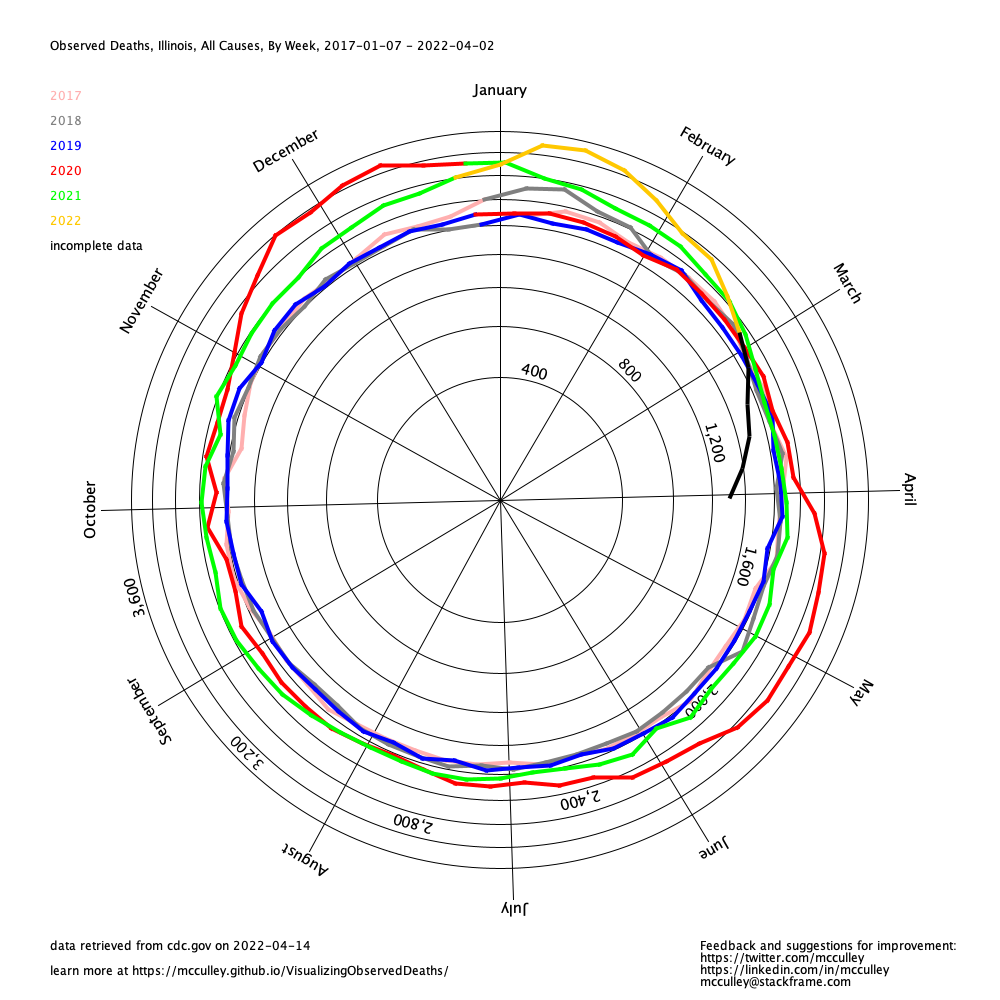 Observed Deaths, Illinois, All Causes, By Week, 2017-01-07 - 2022-04-02
2017
2018
2019
2020
2021
2022
incomplete data
January
February
March
April
May
June
July
August
September
October
November
December
400
800
1,200
1,600
2,000
2,400
2,800
3,200
3,600
data retrieved from cdc.gov on 2022-04-14
learn more at https://mcculley.github.io/VisualizingObservedDeaths/
Feedback and suggestions for improvement:
https://twitter.com/mcculley
https://linkedin.com/in/mcculley
mcculley@stackframe.com